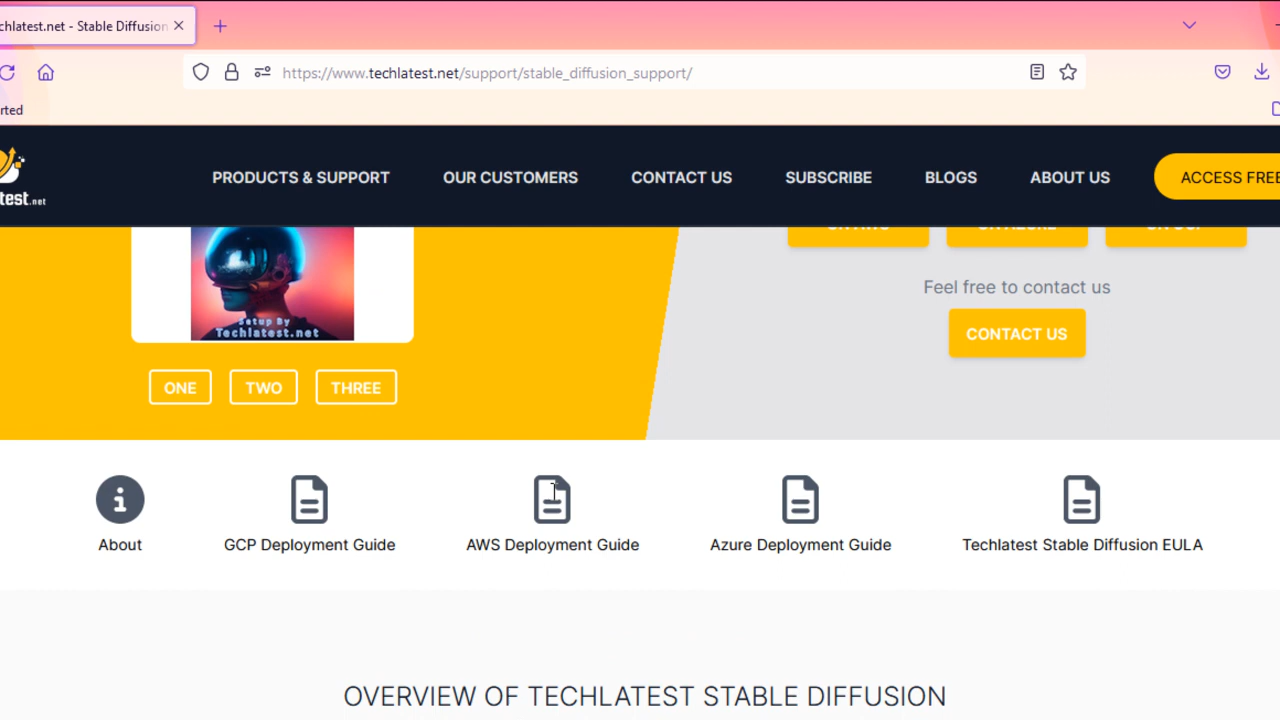 chlatest.net - Stable Diffusion
https://www.techlatest.net/support/stable_diffusion_support/
rted
test.net
PRODUCTS & SUPPORT
OUR CUSTOMERS
CONTACT US
SUBSCRIBE
BLOGS
ABOUT US
ACCESS FREE
Setup By
Techlatest.net
Feel free to contact us
CONTACT US
ONE
TWO
THREE
About
GCP Deployment Guide
AWS Deployment Guide
Azure Deployment Guide
Techlatest Stable Diffusion EULA
OVERVIEW OF TECHLATEST STABLE DIFFUSION